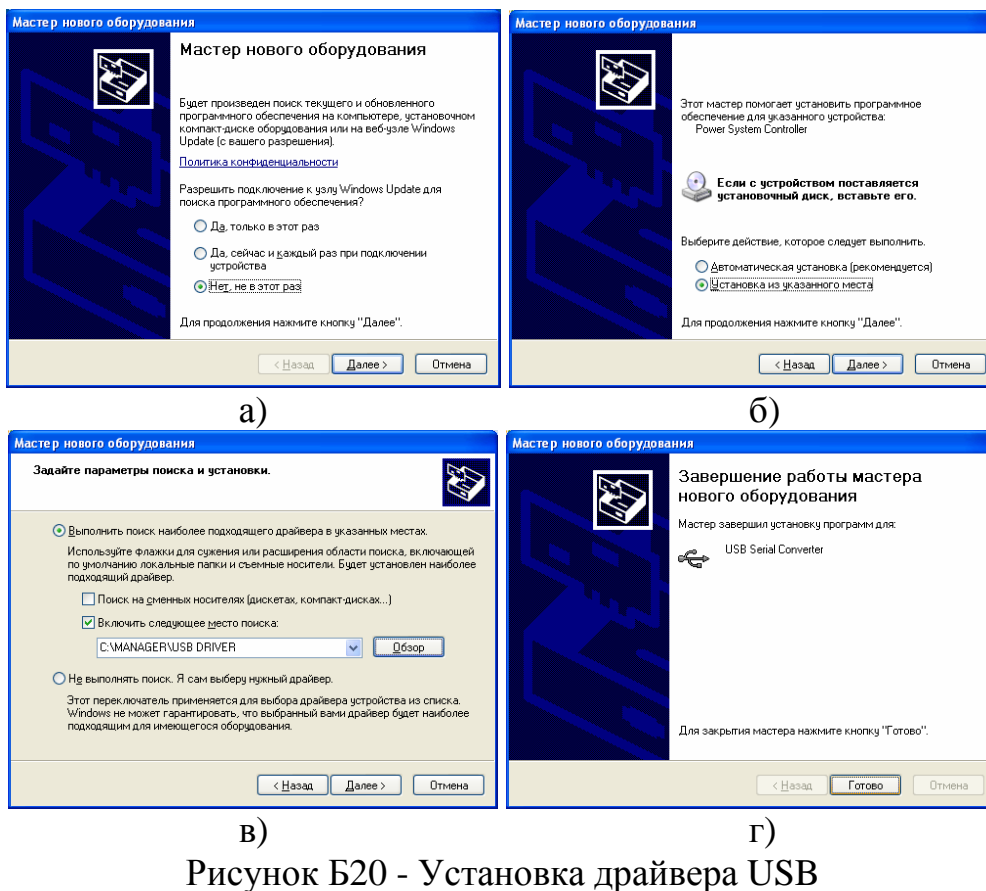 Мастер нового оборудования
Мастер нового оборудования
Будет произведен поиск текущего и обновленного
программного обеспечения на компьютере, установочном
компакт-диске оборудования или на веб-узле Windows
Update (с вашего разрешения).
Политика конфиденциальности
Разрешить подключение к узлу Windows Update для
поиска программного обеспечения?
Да, только в этот раз
Да, сейчас и каждый раз при подключении
устройства
Нет, не в этот раз
Для продолжения нажмите кнопку "Далее".
< Назад
Далее >
Отмена
а)
Мастер нового оборудования
Этот мастер помогает установить программное
обеспечение для указанного устройства:
Power System Controller
Если с устройством поставляется
установочный диск, вставьте его.
Выберите действие, которое следует выполнить.
Автоматическая установка (рекомендуется)
Установка из указанного места
Для продолжения нажмите кнопку "Далее".
< Назад
Далее >
Отмена
б)
Мастер нового оборудования
Задайте параметры поиска и установки.
Выполнить поиск наиболее подходящего драйвера в указанных местах.
Используйте флажки для сужения или расширения области поиска, включающей
по умолчанию локальные папки и съемные носители. Будет установлен наиболее
подходящий драйвер.
Поиск на сменных носителях (дискетах, компакт-дисках...)
Включить следующее место поиска:
C:\MANAGER\USB DRIVER
Обзор
Не выполнять поиск. Я сам выберу нужный драйвер.
Этот переключатель применяется для выбора драйвера устройства из списка.
Windows не может гарантировать, что выбранный вами драйвер будет наиболее
подходящим для имеющегося оборудования.
< Назад
Далее >
Отмена
в)
Мастер нового оборудования
Завершение работы мастера
нового оборудования
Мастер завершил установку программ для:
USB Serial Converter
Для закрытия мастера нажмите кнопку "Готово".
< Назад
Готово
Отмена
г)
Рисунок Б20 - Установка драйвера USB